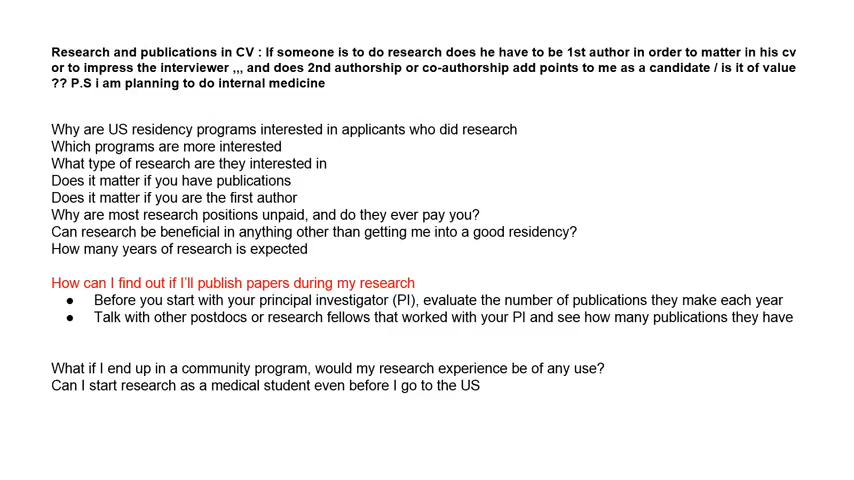 Research and publications in CV : If someone is to do research does he have to be 1st author in order to matter in his cv
or to impress the interviewer ,,, and does 2nd authorship or co-authorship add points to me as a candidate / is it of value
?? P.S i am planning to do internal medicine
Why are US residency programs interested in applicants who did research
Which programs are more interested
What type of research are they interested in
Does it matter if you have publications
Does it matter if you are the first author
Why are most research positions unpaid, and do they ever pay you?
Can research be beneficial in anything other than getting me into a good residency?
How many years of research is expected
How can I find out if I'll publish papers during my research
● Before you start with your principal investigator (PI), evaluate the number of publications they make each year
● Talk with other postdocs or research fellows that worked with your PI and see how many publications they have
What if I end up in a community program, would my research experience be of any use?
Can I start research as a medical student even before I go to the US